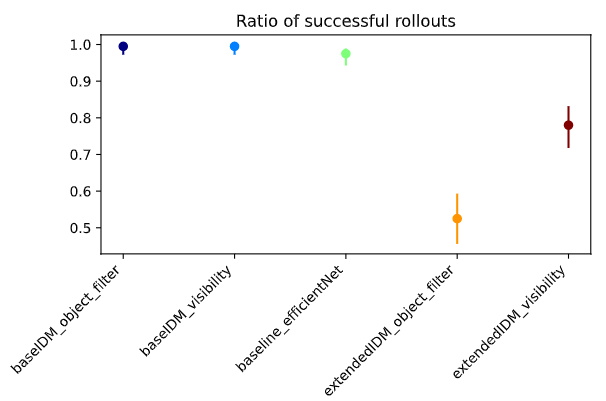 Ratio of successful rollouts
1.0
0.9
0.8
0.7
0.6
0.5
baseIDM_object_filter
baseIDM_visibility
baseline_efficientNet
extendedIDM_object_filter
extendedIDM_visibility